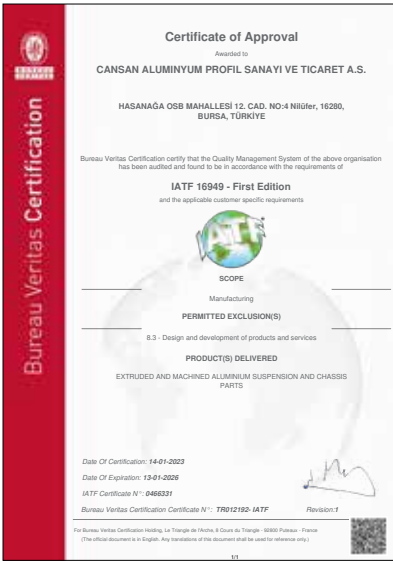 Bureau Veritas Certification
Certificate of Approval
Awarded to
CANSAN ALUMINYUM PROFIL SANAYI VE TICARET A.S.
HASANAĞA OSB MAHALLESİ 12. CAD. NO:4 Nilüfer, 16280,
BURSA, TÜRKİYE
Bureau Veritas Certification certify that the Quality Management System of the above organisation
has been audited and found to be in accordance with the requirements of
IATF 16949 - First Edition
and the applicable customer specific requirements
IATF
SCOPE
Manufacturing
PERMITTED EXCLUSION(S)
8.3 - Design and development of products and services
PRODUCT(S) DELIVERED
EXTRUDED AND MACHINED ALUMINIUM SUSPENSION AND CHASSIS
PARTS
Date Of Certification: 14-01-2023
Date Of Expiration: 13-01-2026
IATF Certificate N°: 0466331
Bureau Veritas Certification Certificate N°: TR012192- IATF Revision:1
For Bureau Veritas Certification Holding, Le Triangle de l'Arche, 8 Cours du Triangle - 92800 Puteaux - France
(The official document is in English. Any translations of this document shall be used for reference only.)
1/1